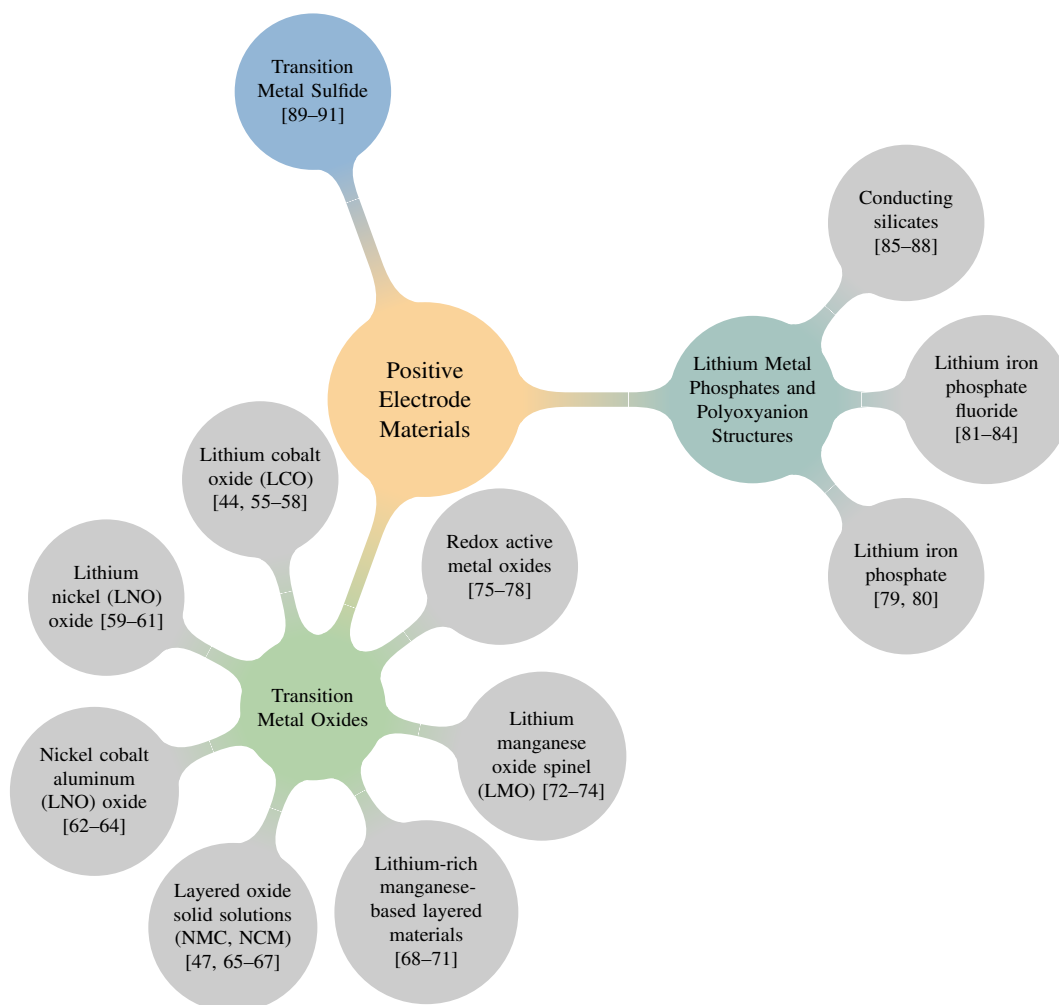 Transition
Metal Sulfide
[89–91]
Conducting
silicates
[85–88]
Positive
Electrode
Materials
Lithium Metal
Phosphates and
Polyoxyanion
Structures
Lithium iron
phosphate
fluoride
[81–84]
Lithium iron
phosphate
[79, 80]
Lithium cobalt
oxide (LCO)
[44, 55–58]
Redox active
metal oxides
[75–78]
Lithium
nickel (LNO)
oxide [59–61]
Transition
Metal Oxides
Lithium
manganese
oxide spinel
(LMO) [72–74]
Nickel cobalt
aluminum
(LNO) oxide
[62–64]
Layered oxide
solid solutions
(NMC, NCM)
[47, 65–67]
Lithium-rich
manganese-
based layered
materials
[68–71]